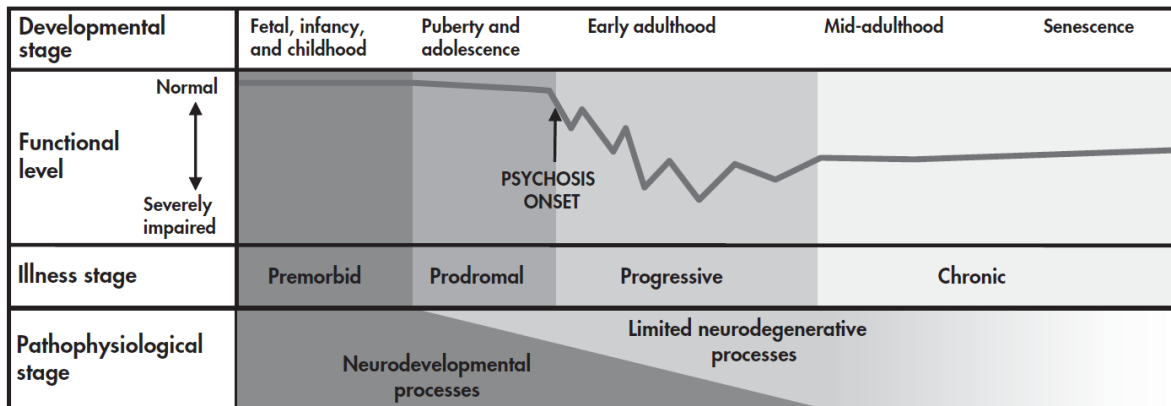 Developmental
stage
Fetal, infancy,
and childhood
Puberty and
adolescence
Early adulthood
Mid-adulthood
Senescence
Functional
level
Normal
Severely
impaired
PSYCHOSIS
ONSET
Illness stage
Premorbid
Prodromal
Progressive
Chronic
Pathophysiological
stage
Neurodevelopmental
processes
Limited neurodegenerative
processes